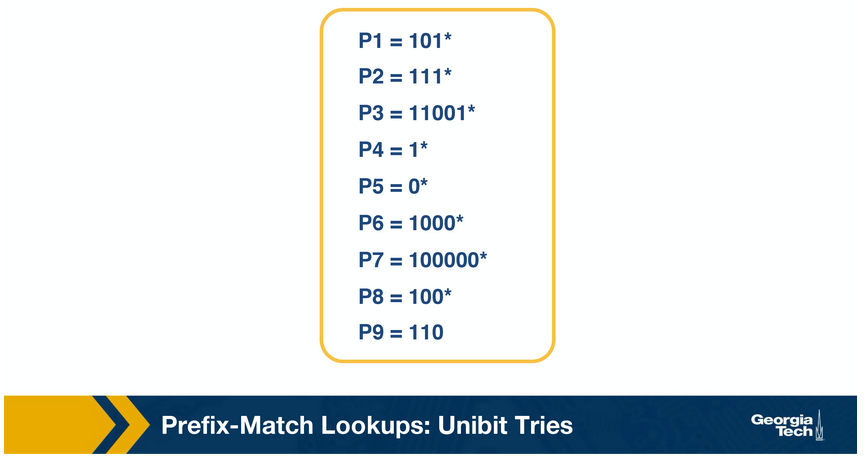 P1 = 101*
P2 = 111*
P3 = 11001*
P4 = 1*
P5 = 0*
P6 = 1000*
P7 = 100000*
P8 = 100*
P9 = 110
Prefix-Match Lookups: Unibit Tries
Georgia
Tech